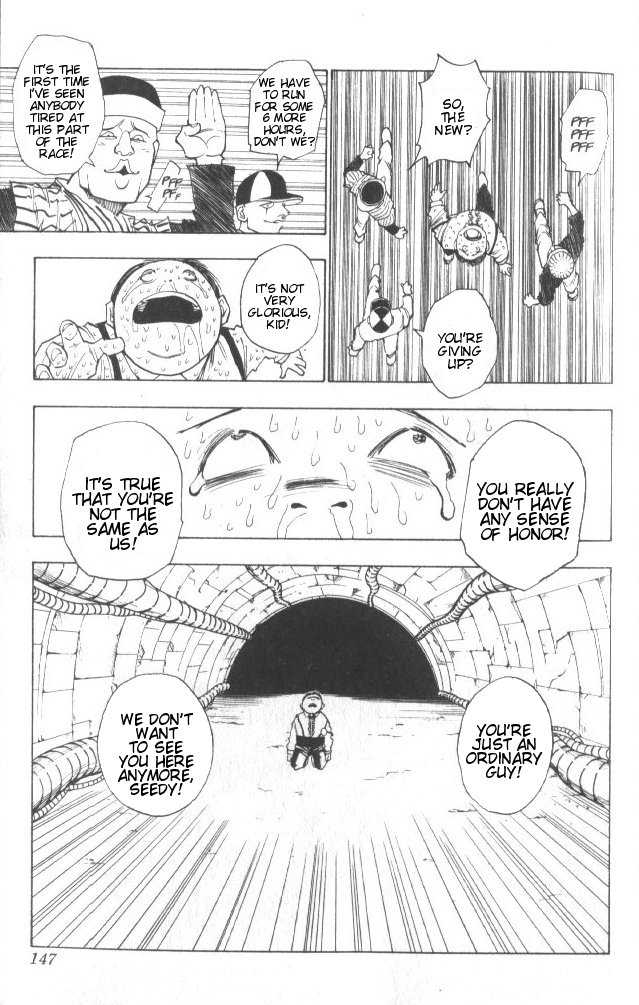 SO,
THE
NEW?
PFF
PFF
PFF
YOU'RE
GIVING
UP?
WE HAVE
TO RUN
FOR SOME
6 MORE
HOURS,
DON'T WE?
IT'S THE
FIRST TIME
I'VE SEEN
ANYBODY
TIRED AT
THIS PART
OF THE
RACE!
PFF
PFF
IT'S NOT
VERY
GLORIOUS,
KID!
YOU REALLY
DON'T HAVE
ANY SENSE
OF HONOR!
IT'S TRUE
THAT YOU'RE
NOT THE
SAME AS
US!
YOU'RE
JUST AN
ORDINARY
GUY!
WE DON'T
WANT
TO SEE
YOU HERE
ANYMORE,
SEEDY!
147